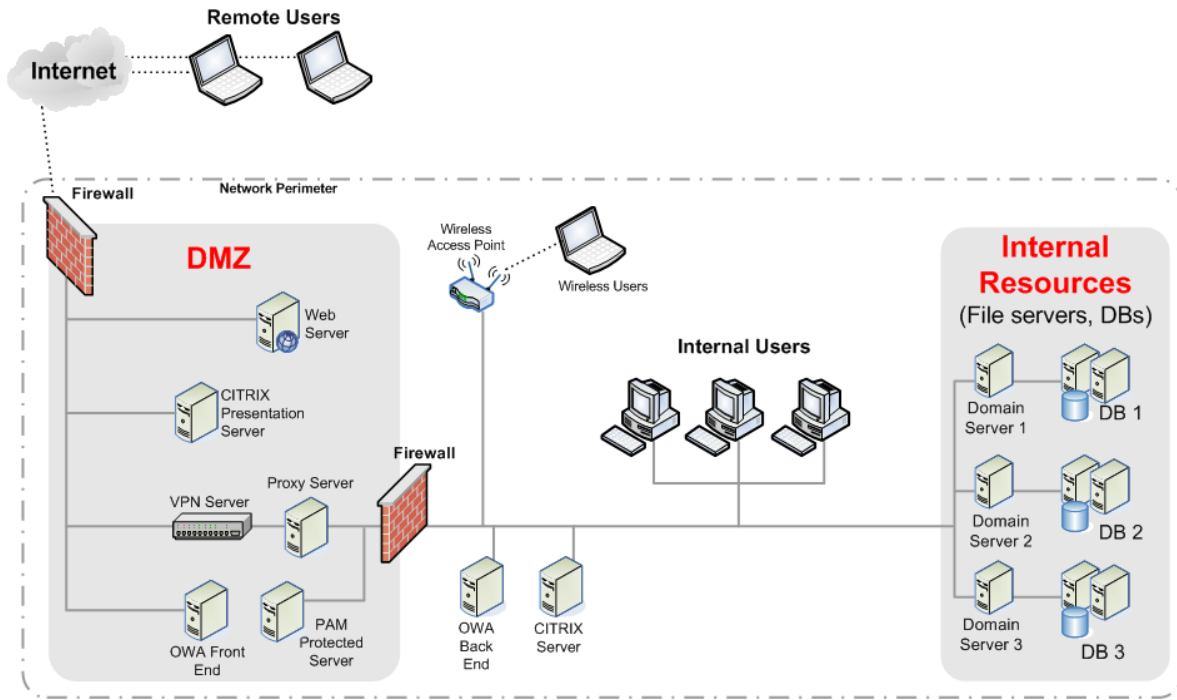 Remote Users
Internet
Firewall
Network Perimeter
DMZ
Web
Server
CITRIX
Presentation
Server
VPN Server
Proxy Server
OWA Front
End
PAM
Protected
Server
Firewall
Wireless
Access Point
Wireless Users
Internal Users
OWA
Back
End
CITRIX
Server
Internal
Resources
(File servers, DBs)
Domain
Server 1
DB 1
Domain
Server 2
DB 2
Domain
Server 3
DB 3